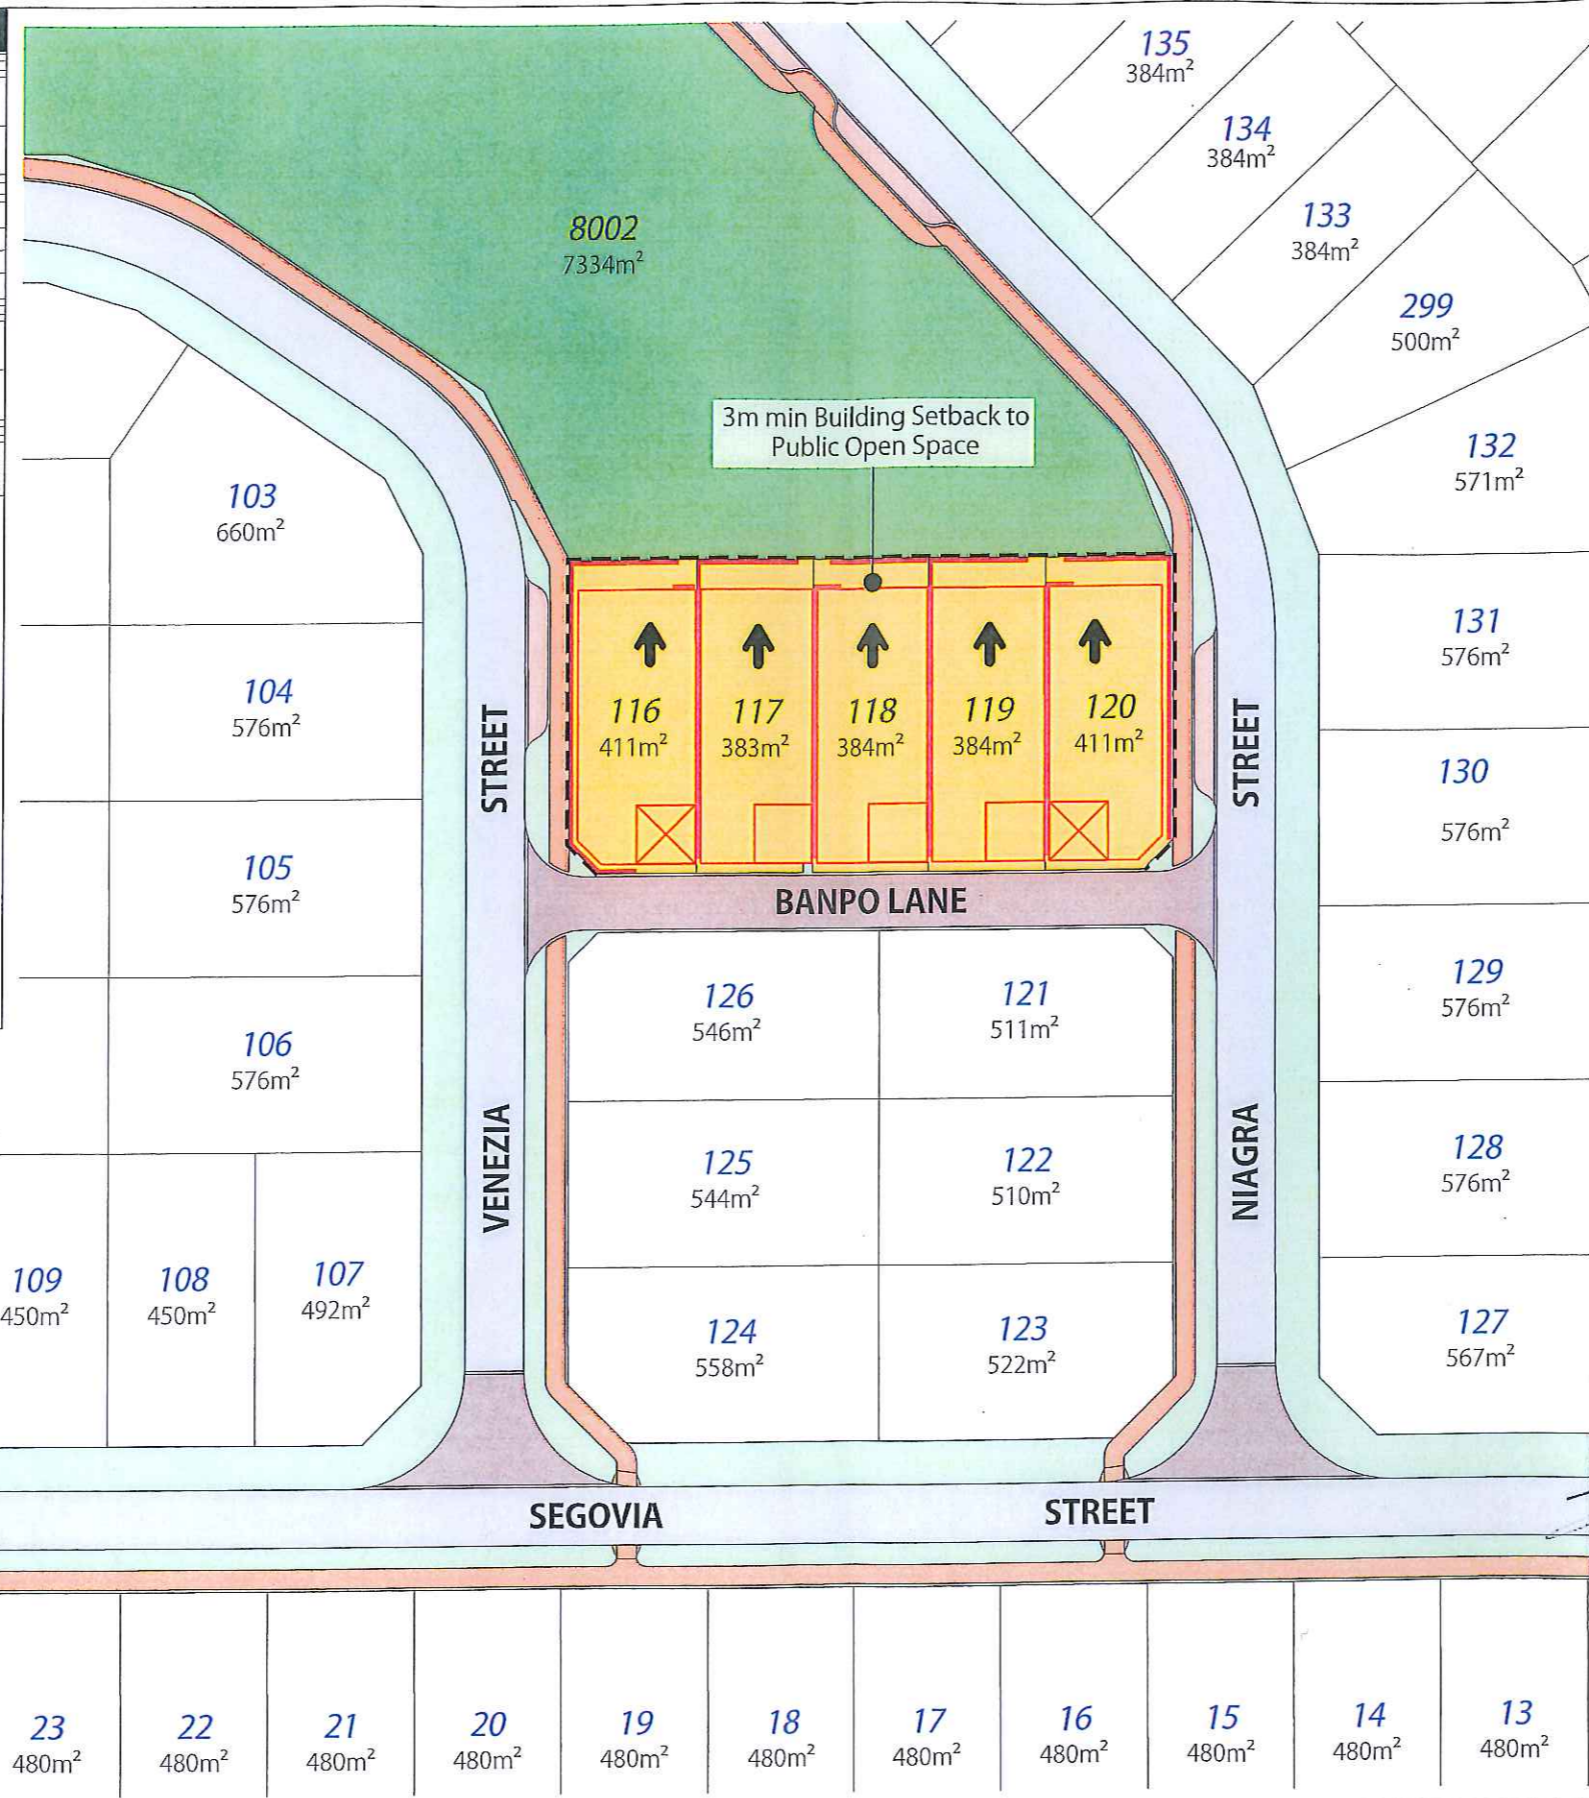 135
384m²
134
384m²
133
384m²
299
500m²
8002
7334m²
3m min Building Setback to
Public Open Space
132
571m²
103
660m²
131
576m²
104
576m²
STREET
116
411m²
117
383m²
118
384m²
119
384m²
120
411m²
STREET
130
576m²
105
576m²
BANPO LANE
126
546m²
121
511m²
129
576m²
106
576m²
VENEZIA
125
544m²
122
510m²
NIAGRA
128
576m²
109
450m²
108
450m²
107
492m²
124
558m²
123
522m²
127
567m²
SEGOVIA STREET
23
480m²
22
480m²
21
480m²
20
480m²
19
480m²
18
480m²
17
480m²
16
480m²
15
480m²
14
480m²
13
480m²